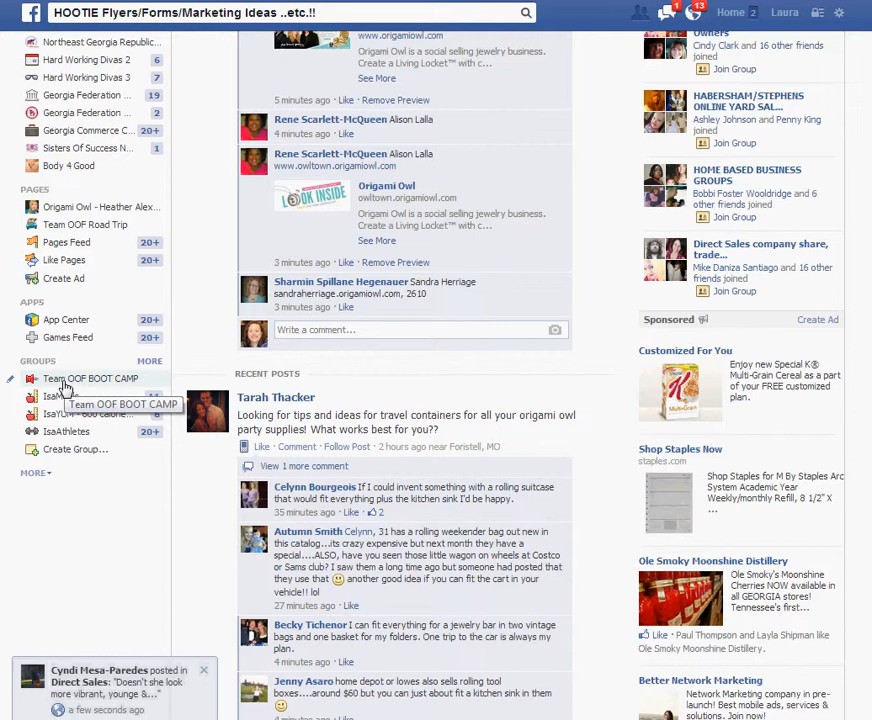 HOOTIE Flyers/Forms/Marketing Ideas ..etc.!!
1
13
Home 2
Laura
Northeast Georgia Republic...
Hard Working Divas 2 6
Hard Working Divas 3 7
Georgia Federation ... 19
Georgia Federation ... 2
Georgia Commerce C... 20+
Sisters Of Success N... 1
Body 4 Good
PAGES
Origami Owl - Heather Alex...
Team OOF Road Trip
Pages Feed 20+
Like Pages 20+
Create Ad
APPS
App Center 20+
Games Feed 20+
GROUPS MORE
Team OOF BOOT CAMP
Team OOF BOOT CAMP
IsaAthletes 20+
Create Group...
MORE
Cyndi Mesa-Paredes posted in
Direct Sales: "Doesn't she look
more vibrant, younge &..."
a few seconds ago
www.origamiowl.com
Origami Owl is a social selling jewelry business.
Create a Living Locket™ with c...
See More
5 minutes ago · Like · Remove Preview
Rene Scarlett-McQueen Alison Lalla
4 minutes ago · Like
Rene Scarlett-McQueen Alison Lalla
www.owltown.origamiowl.com
LOOK INSIDE
Origami Owl
owltown.origamiowl.com
Origami Owl is a social selling jewelry business.
Create a Living Locket™ with c...
See More
3 minutes ago · Like · Remove Preview
Sharmin Spillane Hegenauer Sandra Herriage
sandraherriage.origamiowl.com, 2610
3 minutes ago · Like
Write a comment...
RECENT POSTS
Tarah Thacker
Looking for tips and ideas for travel containers for all your origami owl
party supplies! What works best for you??
Like · Comment · Follow Post · 2 hours ago near Foristell, MO
View 1 more comment
Celynn Bourgeois If I could invent something with a rolling suitcase
that would fit everything plus the kitchen sink I'd be happy.
35 minutes ago · Like · 2
Autumn Smith Celynn, 31 has a rolling weekender bag out new in
this catalog...its crazy expensive but next month they have a
special....ALSO, have you seen those little wagon on wheels at Costco
or Sams club? I saw them a long time ago but someone had posted that
they use that another good idea if you can fit the cart in your
vehicle!! lol
27 minutes ago · Like
Becky Tichenor I can fit everything for a jewelry bar in two vintage
bags and one basket for my folders. One trip to the car is always my
plan.
4 minutes ago · Like
Jenny Asaro home depot or lowes also sells rolling tool
boxes....around $60 but you can just about fit a kitchen sink in them
Owners
Cindy Clark and 16 other friends
joined
Join Group
HABERSHAM/STEPHENS
ONLINE YARD SAL...
Ashley Johnston and Penny King
joined
Join Group
HOME BASED BUSINESS
GROUPS
Bobbi Foster Wooldridge and 6
other friends joined
Join Group
Direct Sales company share,
trade...
Mike Daniza Santiago and 16 other
friends joined
Join Group
Sponsored Create Ad
Customized For You
Enjoy new Special K®
Multi-Grain Cereal as a part
of your FREE customized
plan.
Shop Staples Now
staples.com
Shop Staples for M By Staples Arc
System Academic Year
Weekly/monthly Refill, 8 1/2" X
...
Ole Smoky Moonshine Distillery
Ole Smoky's Moonshine
Cherries NOW available in
all GEORGIA stores!
Tennessee's first...
Like · Paul Thompson and Layla Shipman like
Ole Smoky Moonshine Distillery.
Better Network Marketing
Network Marketing company in pre-
launch! Best mobile ads, services &